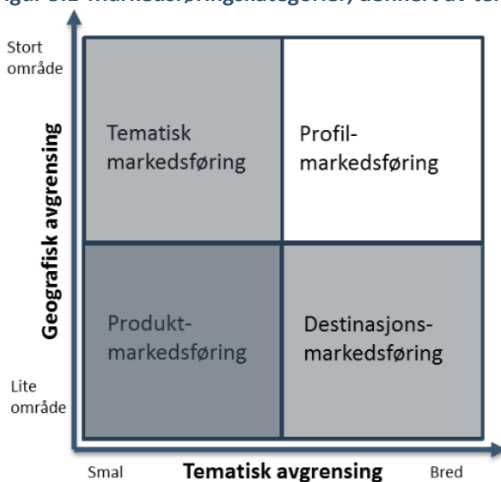 Stort
område
Geografisk avgrensing
Tematisk
markedsføring
Profil-
markedsføring
Produkt-
markedsføring
Destinasjons-
markedsføring
Lite
område
Smal
Tematisk avgrensing
Bred